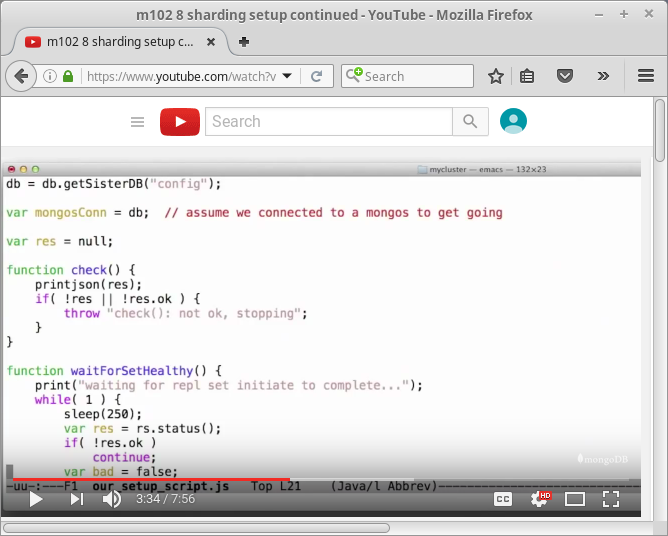 m102 8 sharding setup continued - YouTube - Mozilla Firefox
m102 8 sharding setup c...
https://www.youtube.com/watch?v
Search
Search
mycluster — emacs — 132×23
db = db.getSisterDB("config");
var mongosConn = db;  // assume we connected to a mongos to get going
var res = null;
function check() {
    printjson(res);
    if( !res || !res.ok ) {
        throw "check(): not ok, stopping";
    }
}
function waitForSetHealthy() {
    print("waiting for repl set initiate to complete...");
    while( 1 ) {
        sleep(250);
        var res = rs.status();
        if( !res.ok )
            continue;
        var bad = false;
mongoDB
-uu-:---F1  our_setup_script.js   Top L21    (Java/l Abbrev)
3:34 / 7:56
CC
HD